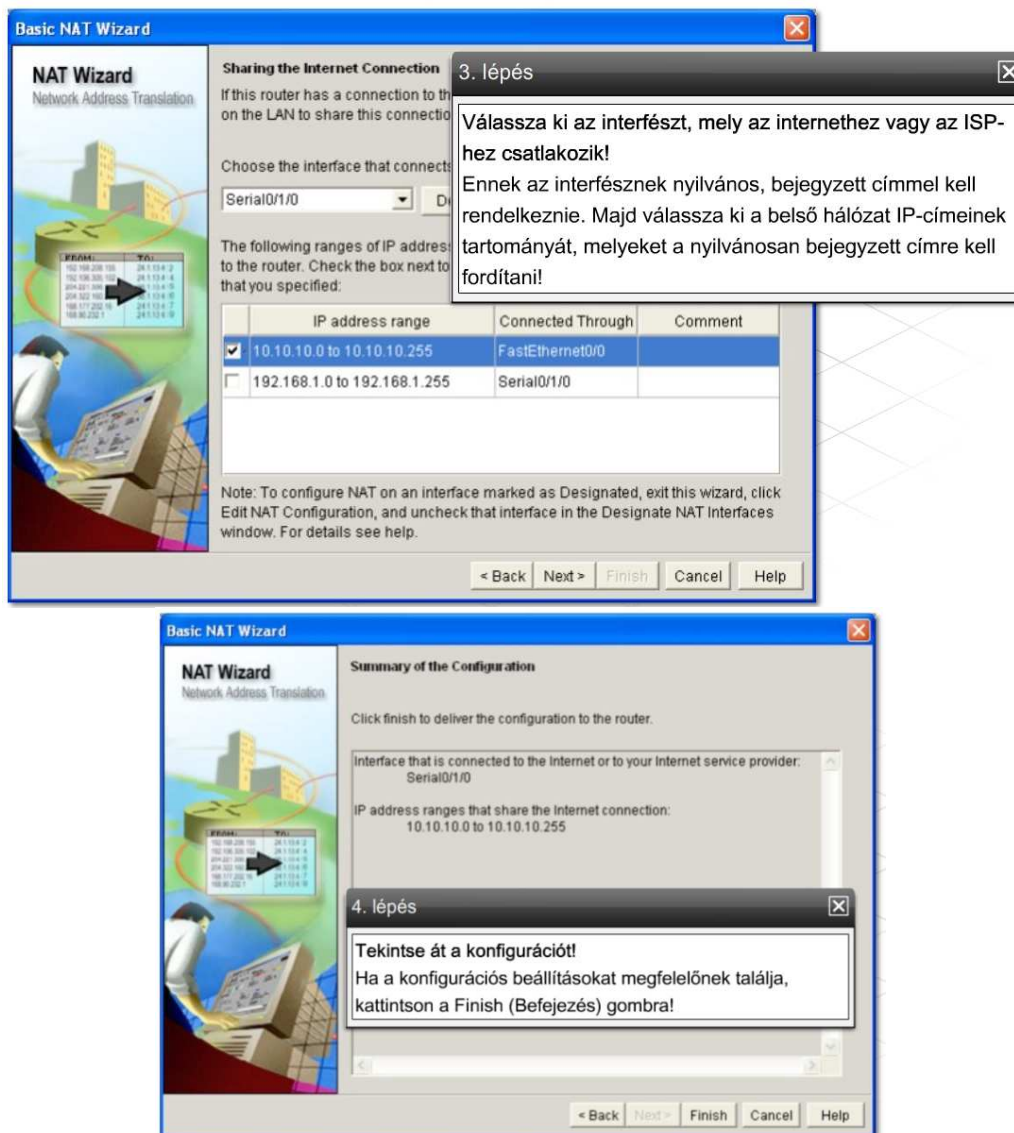 Basic NAT Wizard
NAT Wizard
Network Address Translation
FROM: TO:
Sharing the Internet Connection
If this router has a connection to th
on the LAN to share this connectio
Choose the interface that connects
Serial0/1/0
The following ranges of IP address
to the router. Check the box next to
that you specified:
3. lépés
Válassza ki az interfészt, mely az internethez vagy az ISP-
hez csatlakozik!
Ennek az interfésznek nyilvános, bejegyzett címmel kell
rendelkeznie. Majd válassza ki a belső hálózat IP-címeinek
tartományát, melyeket a nyilvánosan bejegyzett címre kell
fordítani!
IP address range Connected Through Comment
10.10.10.0 to 10.10.10.255 FastEthernet0/0
192.168.1.0 to 192.168.1.255 Serial0/1/0
Note: To configure NAT on an interface marked as Designated, exit this wizard, click
Edit NAT Configuration, and uncheck that interface in the Designate NAT Interfaces
window. For details see help.
< Back Next > Finish Cancel Help
Basic NAT Wizard
NAT Wizard
Network Address Translation
FROM: TO:
Summary of the Configuration
Click finish to deliver the configuration to the router.
Interface that is connected to the Internet or to your Internet service provider:
Serial0/1/0
IP address ranges that share the Internet connection:
10.10.10.0 to 10.10.10.255
4. lépés
Tekintse át a konfigurációt!
Ha a konfigurációs beállításokat megfelelőnek találja,
kattintson a Finish (Befejezés) gombra!
< Back Next > Finish Cancel Help